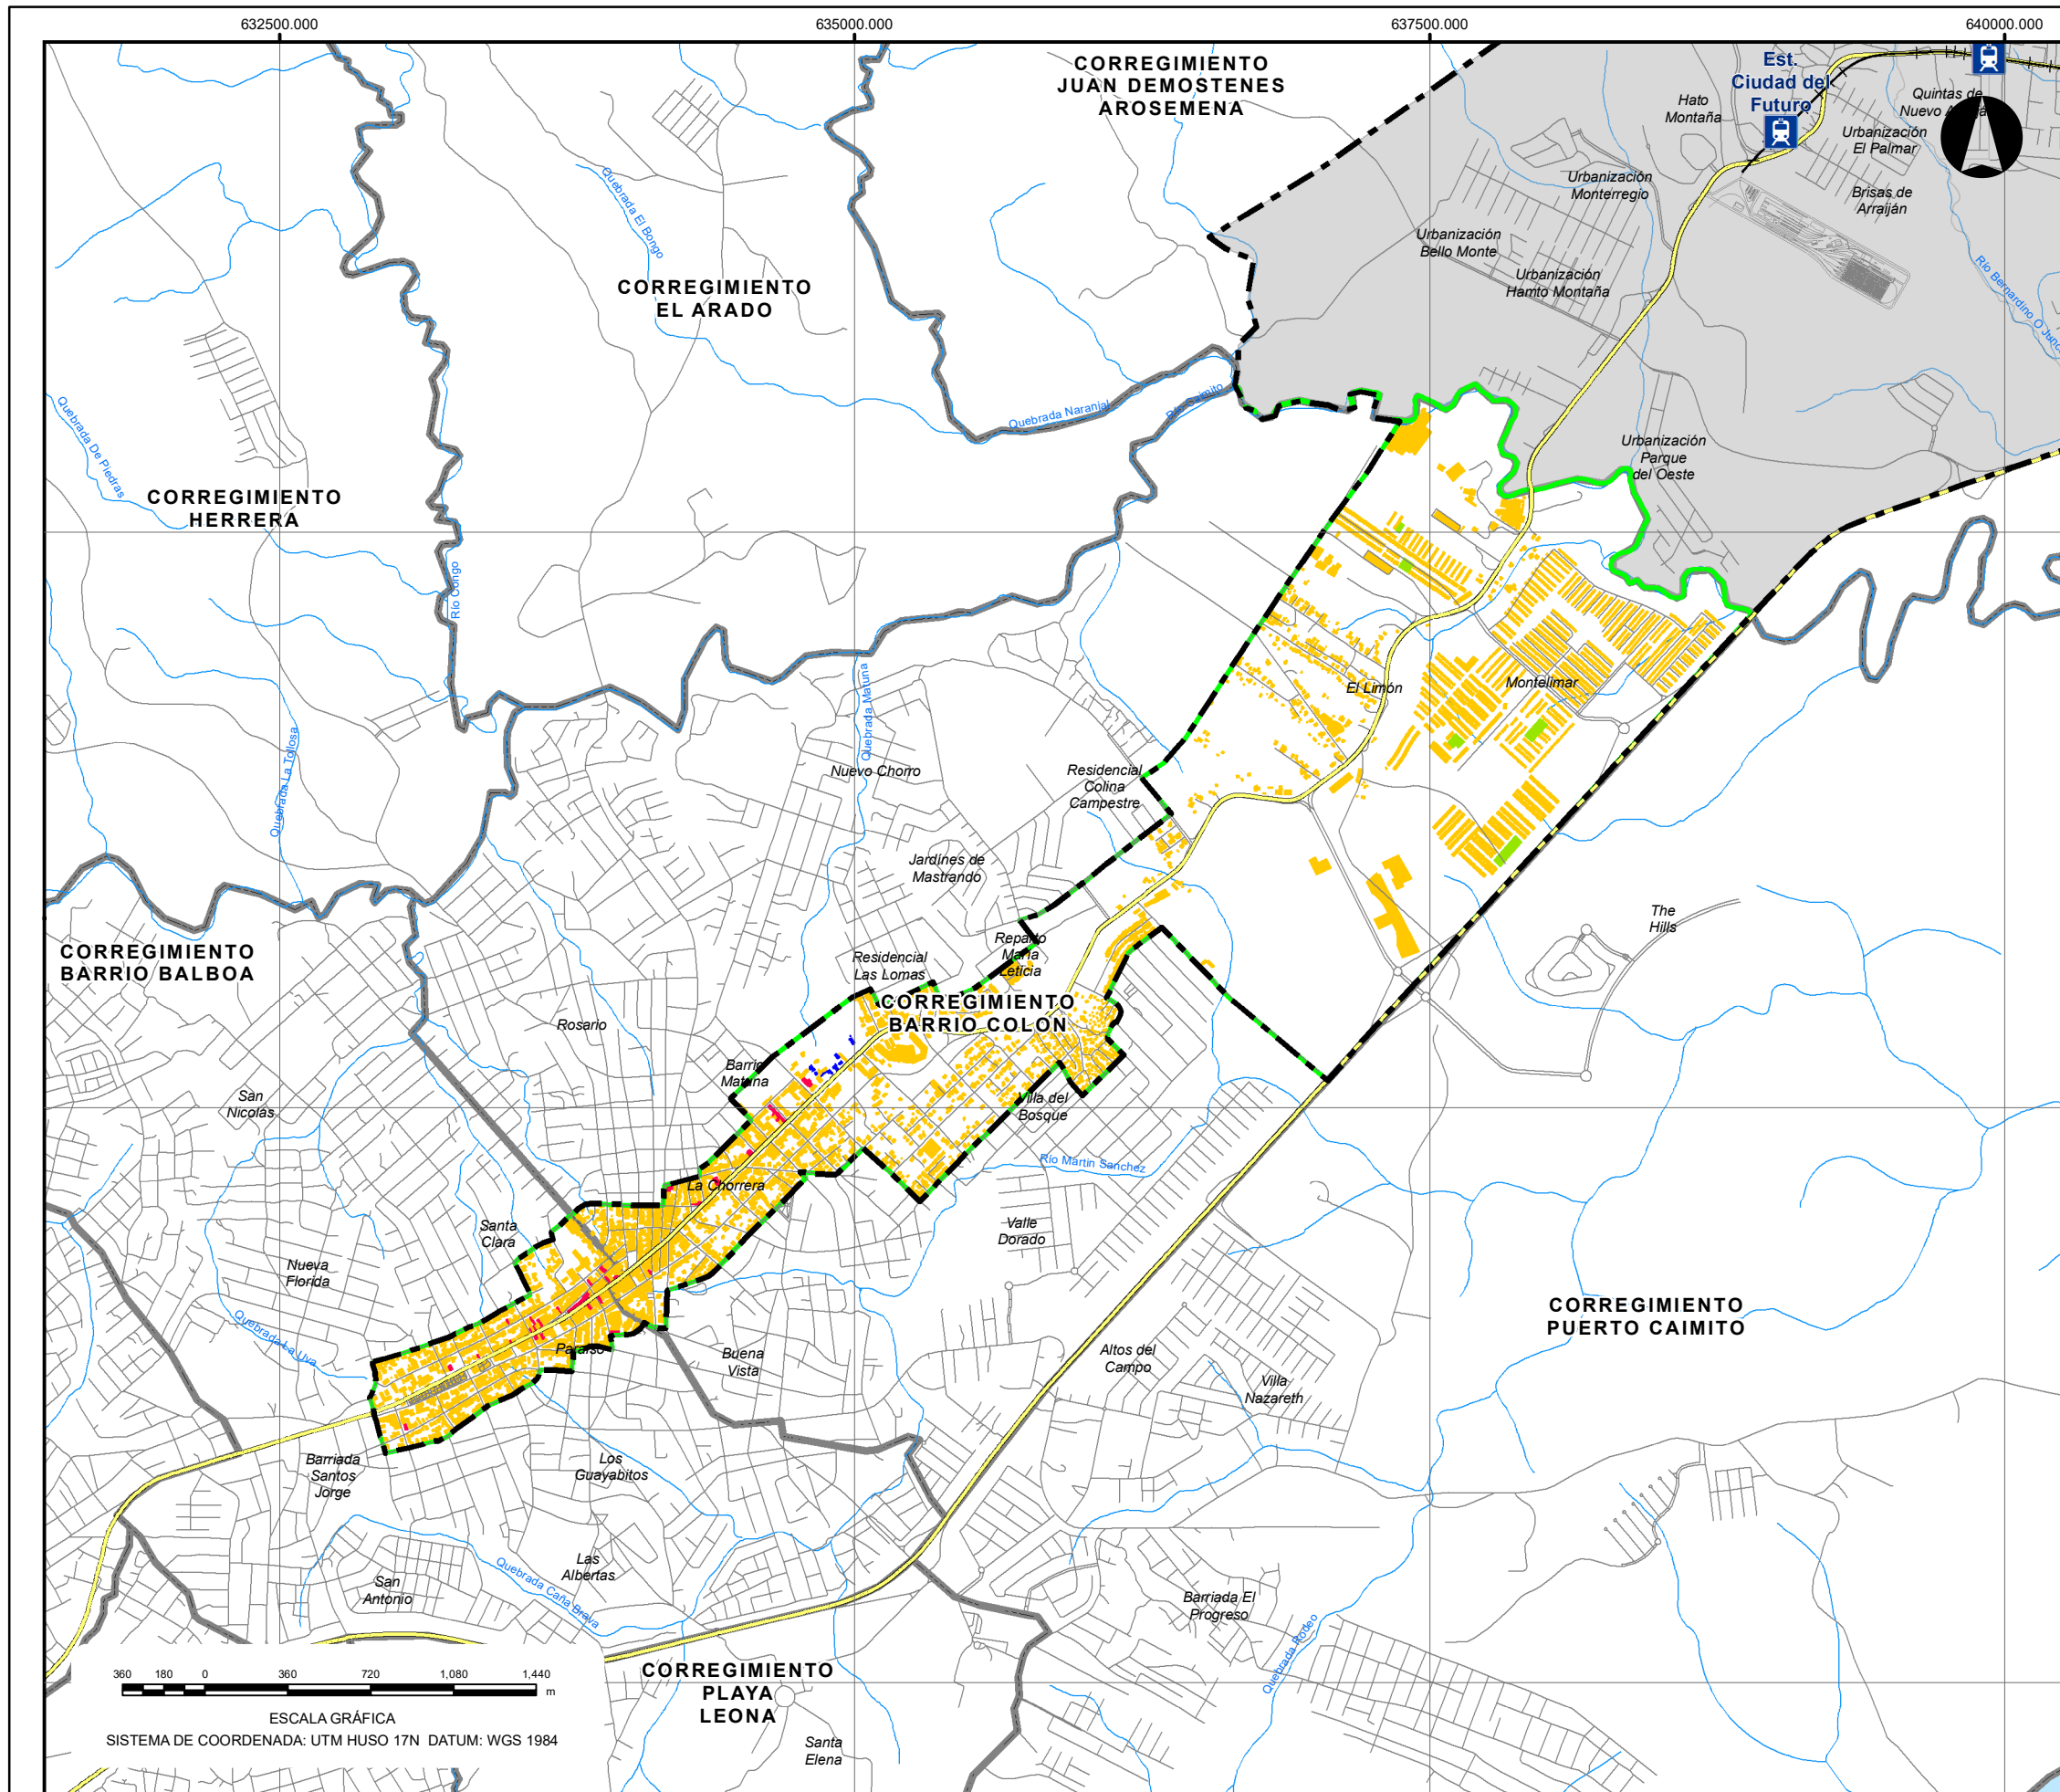 632500.000
635000.000
637500.000
640000.000
CORREGIMIENTO
JUAN DEMOSTENES
AROSEMENA
Est.
Ciudad del
Futuro
Hato
Montaña
Quintas de
Nuevo
Urbanización
El Palmar
Urbanización
Monterregio
Brisas de
Arraiján
Urbanización
Bello Monte
Urbanización
Hamto Montaña
Río Bernardino O
Quebrada El Bongo
CORREGIMIENTO
EL ARADO
Quebrada Naranjal
Río Caimito
Urbanización
Parque
del Oeste
Quebrada De Piedras
CORREGIMIENTO
HERRERA
Río Congo
El Limón
Montelimar
Quebrada Matuna
Quebrada La Tollosa
Nuevo Chorro
Residencial
Colina
Campestre
Jardínes de
Mastrando
The
Hills
CORREGIMIENTO
BARRIO BALBOA
Residencial
Las Lomas
Reparto
María
Leticia
CORREGIMIENTO
BARRIO COLON
Rosario
Barrio
Matuna
San
Nicolás
Villa del
Bosque
Río Martín Sanchez
La Chorrera
Santa
Clara
Valle
Dorado
Nueva
Florida
Quebrada La Uva
Paraíso
Buena
Vista
Altos del
Campo
Villa
Nazareth
CORREGIMIENTO
PUERTO CAIMITO
Barriada
Santos
Jorge
Los
Guayabitos
Las
Albertas
San
Antonio
Quebrada Caña Brava
Barriada El
Progreso
Quebrada Rodeo
CORREGIMIENTO
PLAYA
LEONA
Santa
Elena
360 180 0 360 720 1,080 1,440
m
ESCALA GRÁFICA
SISTEMA DE COORDENADA: UTM HUSO 17N DATUM: WGS 1984